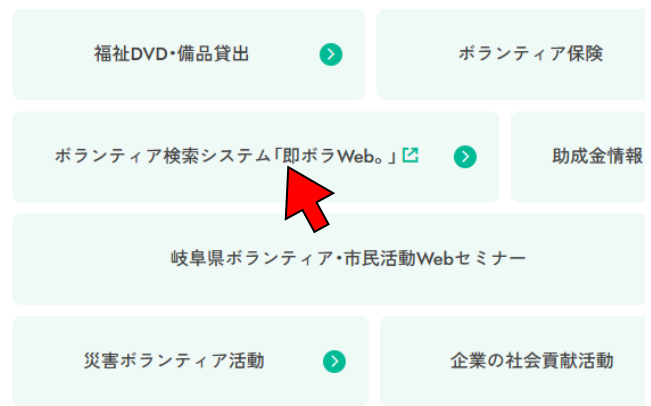 福祉DVD・備品貸出
ボランティア保険
ボランティア検索システム「即ボラWeb。」
助成金情報
岐阜県ボランティア・市民活動Webセミナー
災害ボランティア活動
企業の社会貢献活動